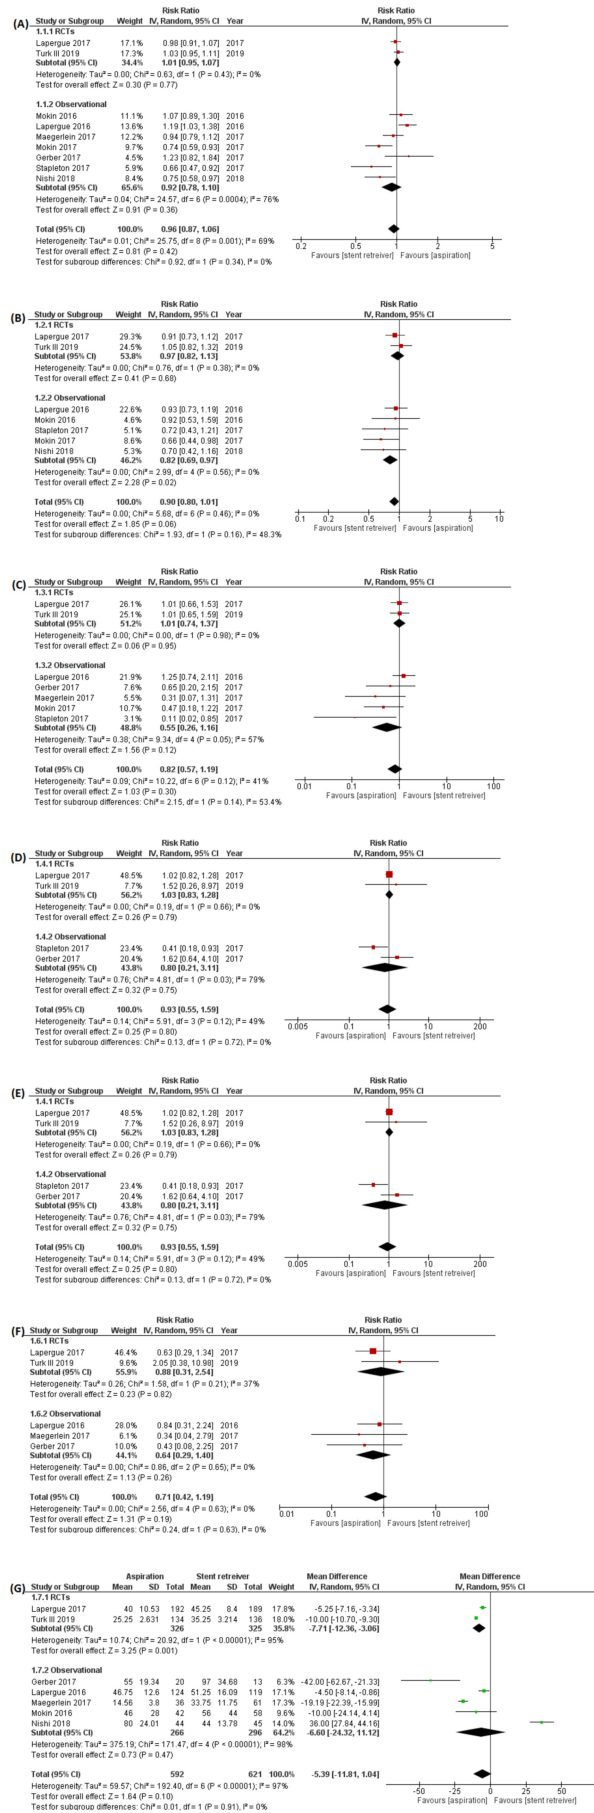 (A)
Risk Ratio Risk Ratio
Study or Subgroup Weight IV, Random, 95% CI Year IV, Random, 95% CI
1.1.1 RCTs
Lapergue 2017 17.1% 0.98 [0.91, 1.07] 2017
Turk III 2019 17.3% 1.03 [0.95, 1.11] 2019
Subtotal (95% CI) 34.4% 1.01 [0.95, 1.07]
Heterogeneity: Tau² = 0.00; Chi² = 0.63, df = 1 (P = 0.43); I² = 0%
Test for overall effect: Z = 0.30 (P = 0.77)
1.1.2 Observational
Mokin 2016 11.1% 1.07 [0.89, 1.30] 2016
Lapergue 2016 13.6% 1.19 [1.03, 1.38] 2016
Maegerlein 2017 12.2% 0.94 [0.79, 1.12] 2017
Mokin 2017 9.7% 0.74 [0.59, 0.93] 2017
Gerber 2017 4.5% 1.23 [0.82, 1.84] 2017
Stapleton 2017 5.9% 0.66 [0.47, 0.92] 2017
Nishi 2018 8.4% 0.75 [0.58, 0.97] 2018
Subtotal (95% CI) 65.6% 0.92 [0.78, 1.10]
Heterogeneity: Tau² = 0.04; Chi² = 24.57, df = 6 (P = 0.0004); I² = 76%
Test for overall effect: Z = 0.91 (P = 0.36)
Total (95% CI) 100.0% 0.96 [0.87, 1.06]
Heterogeneity: Tau² = 0.01; Chi² = 25.75, df = 8 (P = 0.001); I² = 69%
Test for overall effect: Z = 0.81 (P = 0.42)
Test for subgroup differences: Chi² = 0.92, df = 1 (P = 0.34), I² = 0%
0.2 0.5 1 2 5
Favours [stent retreiver] Favours [aspiration]
(B)
Risk Ratio Risk Ratio
Study or Subgroup Weight IV, Random, 95% CI Year IV, Random, 95% CI
1.2.1 RCTs
Lapergue 2017 29.3% 0.91 [0.73, 1.12] 2017
Turk III 2019 24.5% 1.05 [0.82, 1.32] 2019
Subtotal (95% CI) 53.8% 0.97 [0.82, 1.13]
Heterogeneity: Tau² = 0.00; Chi² = 0.76, df = 1 (P = 0.38); I² = 0%
Test for overall effect: Z = 0.41 (P = 0.68)
1.2.2 Observational
Lapergue 2016 22.6% 0.93 [0.73, 1.19] 2016
Mokin 2016 4.6% 0.92 [0.53, 1.59] 2016
Stapleton 2017 5.1% 0.72 [0.43, 1.21] 2017
Mokin 2017 8.6% 0.66 [0.44, 0.98] 2017
Nishi 2018 5.3% 0.70 [0.42, 1.16] 2018
Subtotal (95% CI) 46.2% 0.82 [0.69, 0.97]
Heterogeneity: Tau² = 0.00; Chi² = 2.99, df = 4 (P = 0.56); I² = 0%
Test for overall effect: Z = 2.28 (P = 0.02)
Total (95% CI) 100.0% 0.90 [0.80, 1.01]
Heterogeneity: Tau² = 0.00; Chi² = 5.68, df = 6 (P = 0.46); I² = 0%
Test for overall effect: Z = 1.85 (P = 0.06)
Test for subgroup differences: Chi² = 1.93, df = 1 (P = 0.16), I² = 48.3%
0.1 0.2 0.5 1 2 5 10
Favours [stent retreiver] Favours [aspiration]
(C)
Risk Ratio Risk Ratio
Study or Subgroup Weight IV, Random, 95% CI Year IV, Random, 95% CI
1.3.1 RCTs
Lapergue 2017 26.1% 1.01 [0.66, 1.53] 2017
Turk III 2019 25.1% 1.01 [0.65, 1.59] 2019
Subtotal (95% CI) 51.2% 1.01 [0.74, 1.37]
Heterogeneity: Tau² = 0.00; Chi² = 0.00, df = 1 (P = 0.98); I² = 0%
Test for overall effect: Z = 0.06 (P = 0.95)
1.3.2 Observational
Lapergue 2016 21.9% 1.25 [0.74, 2.11] 2016
Gerber 2017 7.6% 0.65 [0.20, 2.15] 2017
Maegerlein 2017 5.5% 0.31 [0.07, 1.31] 2017
Mokin 2017 10.7% 0.47 [0.18, 1.22] 2017
Stapleton 2017 3.1% 0.11 [0.02, 0.85] 2017
Subtotal (95% CI) 48.8% 0.55 [0.26, 1.16]
Heterogeneity: Tau² = 0.38; Chi² = 9.34, df = 4 (P = 0.05); I² = 57%
Test for overall effect: Z = 1.56 (P = 0.12)
Total (95% CI) 100.0% 0.82 [0.57, 1.19]
Heterogeneity: Tau² = 0.09; Chi² = 10.22, df = 6 (P = 0.12); I² = 41%
Test for overall effect: Z = 1.03 (P = 0.30)
Test for subgroup differences: Chi² = 2.15, df = 1 (P = 0.14), I² = 53.4%
0.01 0.1 1 10 100
Favours [aspiration] Favours [stent retreiver]
(D)
Risk Ratio Risk Ratio
Study or Subgroup Weight IV, Random, 95% CI Year IV, Random, 95% CI
1.4.1 RCTs
Lapergue 2017 48.5% 1.02 [0.82, 1.28] 2017
Turk III 2019 7.7% 1.52 [0.26, 8.97] 2019
Subtotal (95% CI) 56.2% 1.03 [0.83, 1.28]
Heterogeneity: Tau² = 0.00; Chi² = 0.19, df = 1 (P = 0.66); I² = 0%
Test for overall effect: Z = 0.26 (P = 0.79)
1.4.2 Observational
Stapleton 2017 23.4% 0.41 [0.18, 0.93] 2017
Gerber 2017 20.4% 1.62 [0.64, 4.10] 2017
Subtotal (95% CI) 43.8% 0.80 [0.21, 3.11]
Heterogeneity: Tau² = 0.76; Chi² = 4.81, df = 1 (P = 0.03); I² = 79%
Test for overall effect: Z = 0.32 (P = 0.75)
Total (95% CI) 100.0% 0.93 [0.55, 1.59]
Heterogeneity: Tau² = 0.14; Chi² = 5.91, df = 3 (P = 0.12); I² = 49%
Test for overall effect: Z = 0.25 (P = 0.80)
Test for subgroup differences: Chi² = 0.13, df = 1 (P = 0.72), I² = 0%
0.005 0.1 1 10 200
Favours [aspiration] Favours [stent retreiver]
(E)
Risk Ratio Risk Ratio
Study or Subgroup Weight IV, Random, 95% CI Year IV, Random, 95% CI
1.4.1 RCTs
Lapergue 2017 48.5% 1.02 [0.82, 1.28] 2017
Turk III 2019 7.7% 1.52 [0.26, 8.97] 2019
Subtotal (95% CI) 56.2% 1.03 [0.83, 1.28]
Heterogeneity: Tau² = 0.00; Chi² = 0.19, df = 1 (P = 0.66); I² = 0%
Test for overall effect: Z = 0.26 (P = 0.79)
1.4.2 Observational
Stapleton 2017 23.4% 0.41 [0.18, 0.93] 2017
Gerber 2017 20.4% 1.62 [0.64, 4.10] 2017
Subtotal (95% CI) 43.8% 0.80 [0.21, 3.11]
Heterogeneity: Tau² = 0.76; Chi² = 4.81, df = 1 (P = 0.03); I² = 79%
Test for overall effect: Z = 0.32 (P = 0.75)
Total (95% CI) 100.0% 0.93 [0.55, 1.59]
Heterogeneity: Tau² = 0.14; Chi² = 5.91, df = 3 (P = 0.12); I² = 49%
Test for overall effect: Z = 0.25 (P = 0.80)
Test for subgroup differences: Chi² = 0.13, df = 1 (P = 0.72), I² = 0%
0.005 0.1 1 10 200
Favours [aspiration] Favours [stent retreiver]
(F)
Risk Ratio Risk Ratio
Study or Subgroup Weight IV, Random, 95% CI Year IV, Random, 95% CI
1.6.1 RCTs
Lapergue 2017 46.4% 0.63 [0.29, 1.34] 2017
Turk III 2019 9.6% 2.05 [0.38, 10.98] 2019
Subtotal (95% CI) 55.9% 0.88 [0.31, 2.54]
Heterogeneity: Tau² = 0.26; Chi² = 1.58, df = 1 (P = 0.21); I² = 37%
Test for overall effect: Z = 0.23 (P = 0.82)
1.6.2 Observational
Lapergue 2016 28.0% 0.84 [0.31, 2.24] 2016
Maegerlein 2017 6.1% 0.34 [0.04, 2.79] 2017
Gerber 2017 10.0% 0.43 [0.08, 2.25] 2017
Subtotal (95% CI) 44.1% 0.64 [0.29, 1.40]
Heterogeneity: Tau² = 0.00; Chi² = 0.86, df = 2 (P = 0.65); I² = 0%
Test for overall effect: Z = 1.13 (P = 0.26)
Total (95% CI) 100.0% 0.71 [0.42, 1.19]
Heterogeneity: Tau² = 0.00; Chi² = 2.56, df = 4 (P = 0.63); I² = 0%
Test for overall effect: Z = 1.31 (P = 0.19)
Test for subgroup differences: Chi² = 0.24, df = 1 (P = 0.63), I² = 0%
0.01 0.1 1 10 100
Favours [aspiration] Favours [stent retreiver]
(G)
Aspiration Stent retreiver Mean Difference Mean Difference
Study or Subgroup Mean SD Total Mean SD Total Weight IV, Random, 95% CI IV, Random, 95% CI
1.7.1 RCTs
Lapergue 2017 40 10.53 192 45.25 8.4 189 17.8% -5.25 [-7.16, -3.34]
Turk III 2019 25.25 2.631 134 35.25 3.214 136 18.0% -10.00 [-10.70, -9.30]
Subtotal (95% CI) 326 325 35.8% -7.71 [-12.36, -3.06]
Heterogeneity: Tau² = 10.74; Chi² = 20.92, df = 1 (P < 0.00001); I² = 95%
Test for overall effect: Z = 3.25 (P = 0.001)
1.7.2 Observational
Gerber 2017 55 19.34 20 97 34.68 13 6.3% -42.00 [-62.67, -21.33]
Lapergue 2016 46.75 12.6 124 51.25 16.09 119 17.4% -4.50 [-8.14, -0.86]
Maegerlein 2017 14.56 3.8 36 33.75 11.75 61 17.3% -19.19 [-22.39, -15.99]
Mokin 2016 46 28 42 56 44 58 9.0% -10.00 [-24.14, 4.14]
Nishi 2018 80 24.01 44 44 13.78 45 14.2% 36.00 [27.84, 44.16]
Subtotal (95% CI) 266 296 64.2% -6.60 [-24.32, 11.12]
Heterogeneity: Tau² = 375.19; Chi² = 171.47, df = 4 (P < 0.00001); I² = 98%
Test for overall effect: Z = 0.73 (P = 0.47)
Total (95% CI) 592 621 100.0% -5.39 [-11.81, 1.04]
Heterogeneity: Tau² = 59.57; Chi² = 192.40, df = 6 (P < 0.00001); I² = 97%
Test for overall effect: Z = 1.64 (P = 0.10)
Test for subgroup differences: Chi² = 0.01, df = 1 (P = 0.91), I² = 0%
-50 -25 0 25 50
Favours [aspiration] Favours [stent retreiver]